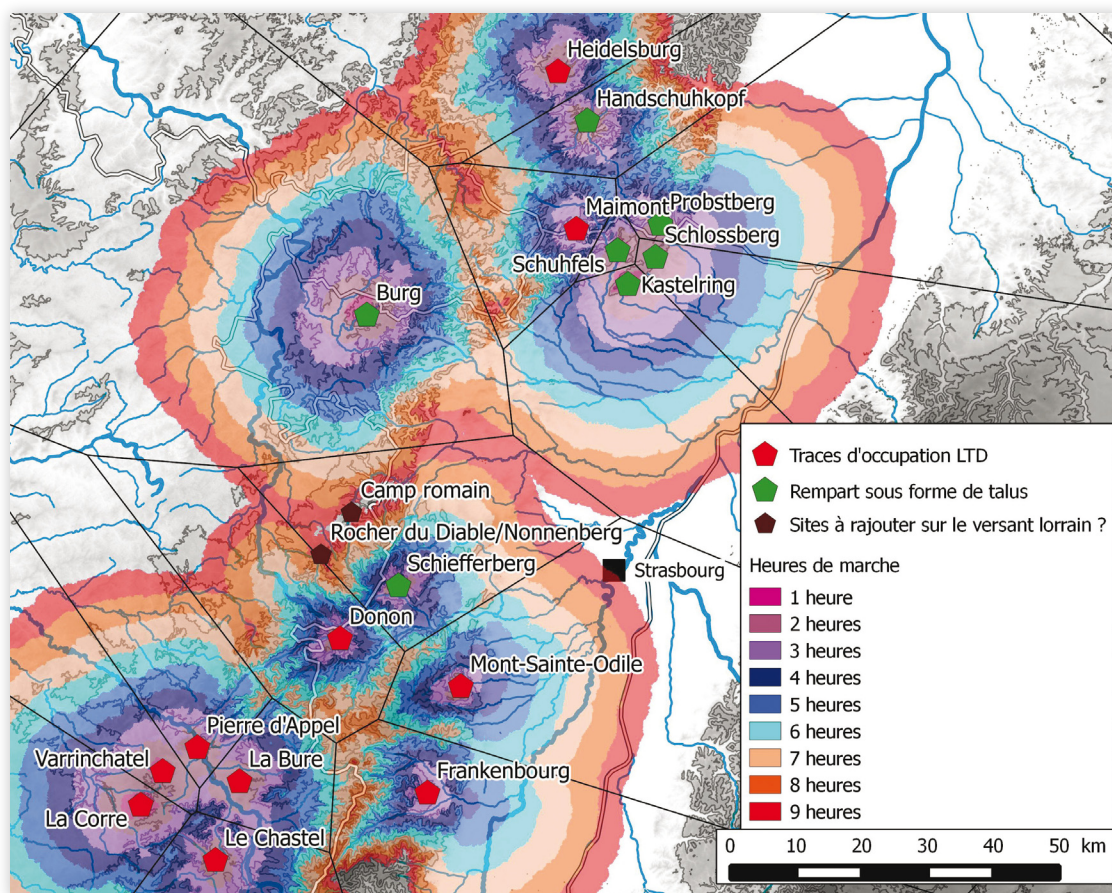 Heidelsburg
Handschuhkopf
Maimont
Probstberg
Schlossberg
Schuhfels
Kastelring
Burg
Camp romain
Rocher du Diable/Nonnenberg
Schiefferberg
Strasbourg
Donon
Mont-Sainte-Odile
Pierre d'Appel
Varrinchatel
La Bure
Frankenbourg
La Corre
Le Chastel
Traces d'occupation LTD
Rempart sous forme de talus
Sites à rajouter sur le versant lorrain ?
Heures de marche
1 heure
2 heures
3 heures
4 heures
5 heures
6 heures
7 heures
8 heures
9 heures
0 10 20 30 40 50 km